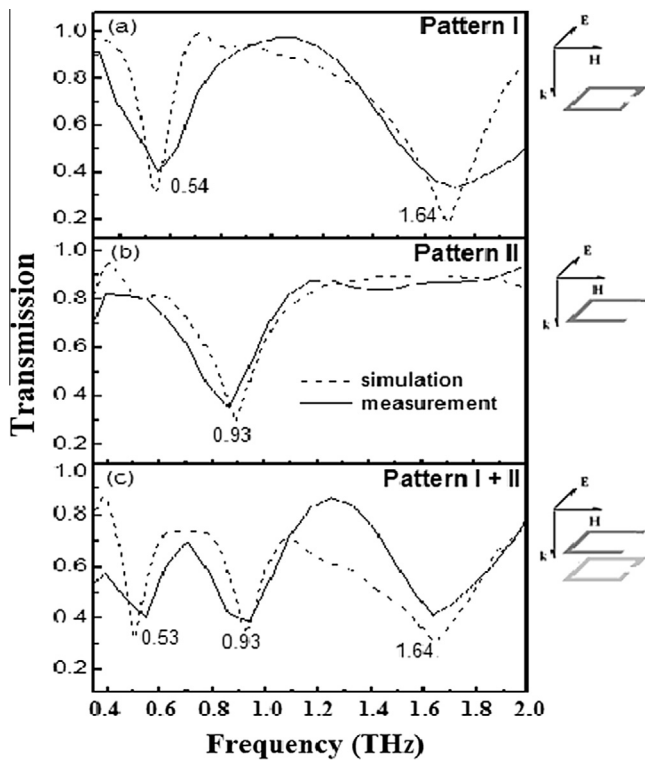 (a)
Pattern I
1.0
0.8
0.6
0.4
0.2
0.54
1.64
E
H
k
(b)
Pattern II
1.0
0.8
0.6
0.4
0.2
simulation
measurement
0.93
E
H
k
Transmission
(c)
Pattern I + II
1.0
0.8
0.6
0.4
0.2
0.53
0.93
1.64
E
H
k
0.4 0.6 0.8 1.0 1.2 1.4 1.6 1.8 2.0
Frequency (THz)